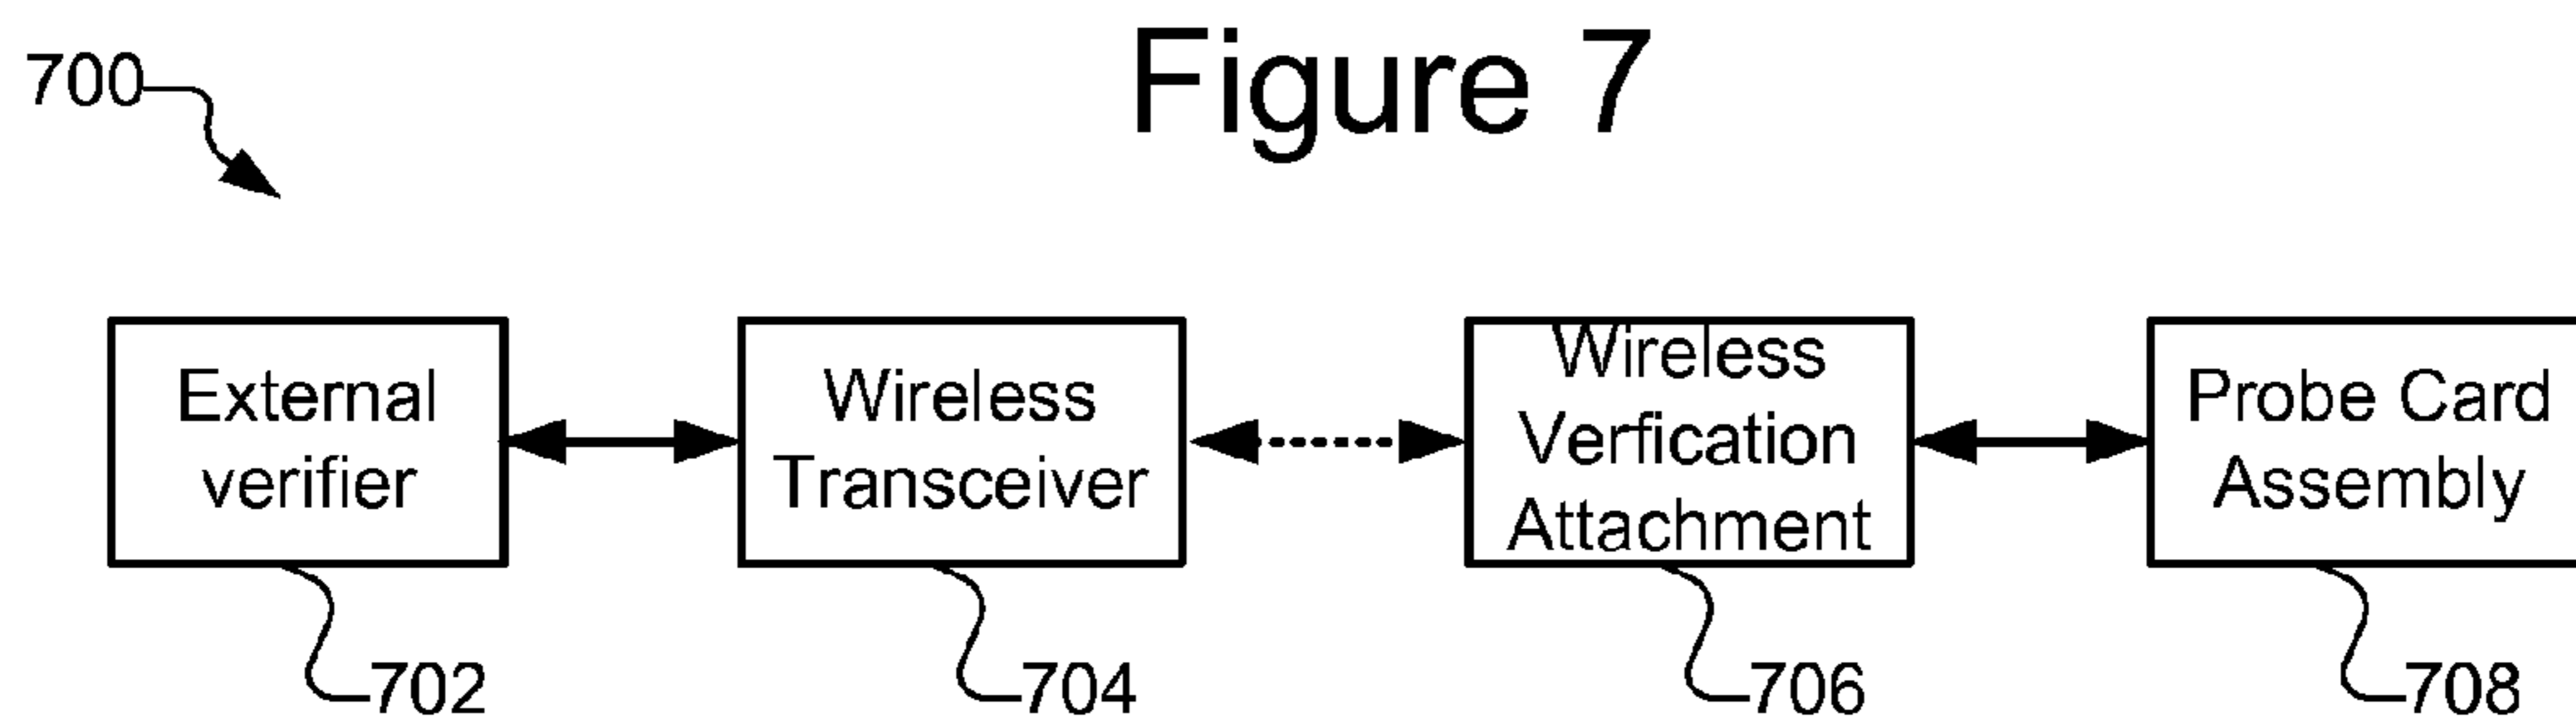 Figure 7
700
External
verifier
Wireless
Transceiver
Wireless
Verfication
Attachment
Probe Card
Assembly
702
704
706
708